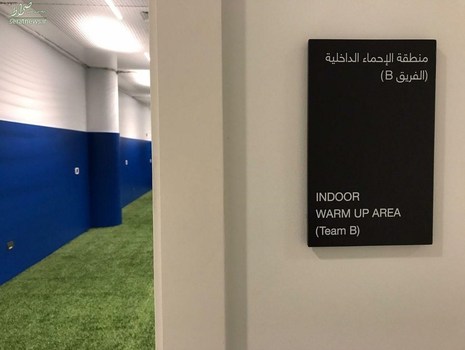 منطقة الإحماء الداخلية
(الفريق B)
INDOOR
WARM UP AREA
(Team B)